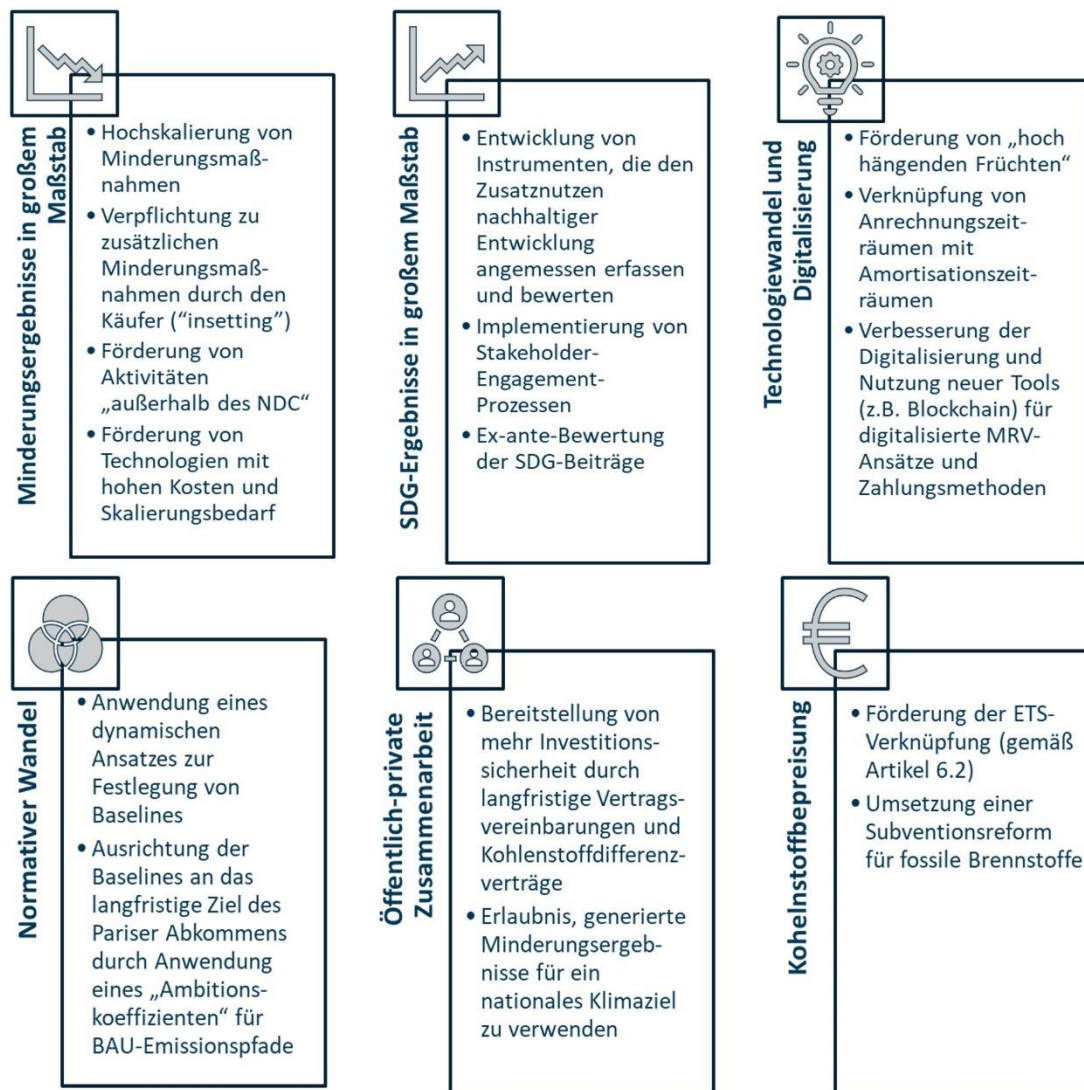 Minderungsergebnisse in großem
Maßstab
• Hochskalierung von
Minderungsmaß-
nahmen
• Verpflichtung zu
zusätzlichen
Minderungsmaß-
nahmen durch den
Käufer (“insetting”)
• Förderung von
Aktivitäten
„außerhalb des NDC“
• Förderung von
Technologien mit
hohen Kosten und
Skalierungsbedarf
SDG-Ergebnisse in großem Maßstab
• Entwicklung von
Instrumenten, die den
Zusatznutzen
nachhaltiger
Entwicklung
angemessen erfassen
und bewerten
• Implementierung von
Stakeholder-
Engagement-
Prozessen
• Ex-ante-Bewertung
der SDG-Beiträge
Technologiewandel und
Digitalisierung
• Förderung von „hoch
hängenden Früchten“
• Verknüpfung von
Anrechnungszeit-
räumen mit
Amortisationszeit-
räumen
• Verbesserung der
Digitalisierung und
Nutzung neuer Tools
(z.B. Blockchain) für
digitalisierte MRV-
Ansätze und
Zahlungsmethoden
Normativer Wandel
• Anwendung eines
dynamischen
Ansatzes zur
Festlegung von
Baselines
• Ausrichtung der
Baselines an das
langfristige Ziel des
Pariser Abkommens
durch Anwendung
eines „Ambitions-
koeffizienten“ für
BAU-Emissionspfade
Öffentlich-private
Zusammenarbeit
• Bereitstellung von
mehr Investitions-
sicherheit durch
langfristige Vertrags-
vereinbarungen und
Kohlenstoffdifferenz-
verträge
• Erlaubnis, generierte
Minderungsergeb-
nisse für ein
nationales Klimaziel
zu verwenden
Kohelnstoffbepreisung
• Förderung der ETS-
Verknüpfung (gemäß
Artikel 6.2)
• Umsetzung einer
Subventionsreform
für fossile Brennstoffe